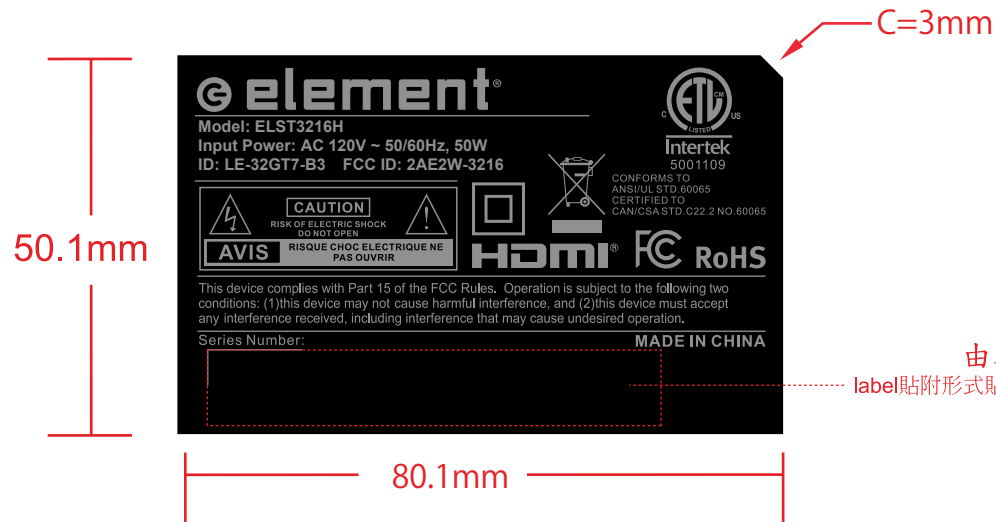 C=3mm
element®
Model: ELST3216H
Input Power: AC 120V ~ 50/60Hz, 50W
ID: LE-32GT7-B3 FCC ID: 2AE2W-3216
ETL CM
C US
LISTED
Intertek
5001109
CONFORMS TO
ANSI/UL STD.60065
CERTIFIED TO
CAN/CSA STD.C22.2 NO.60065
CAUTION
RISK OF ELECTRIC SHOCK
DO NOT OPEN
AVIS
RISQUE CHOC ELECTRIQUE NE
PAS OUVRIR
HDMI® FC RoHS
This device complies with Part 15 of the FCC Rules. Operation is subject to the following two
conditions: (1)this device may not cause harmful interference, and (2)this device must accept
any interference received, including interference that may cause undesired operation.
Series Number:
MADE IN CHINA
50.1mm
由
label貼附形式貼
80.1mm